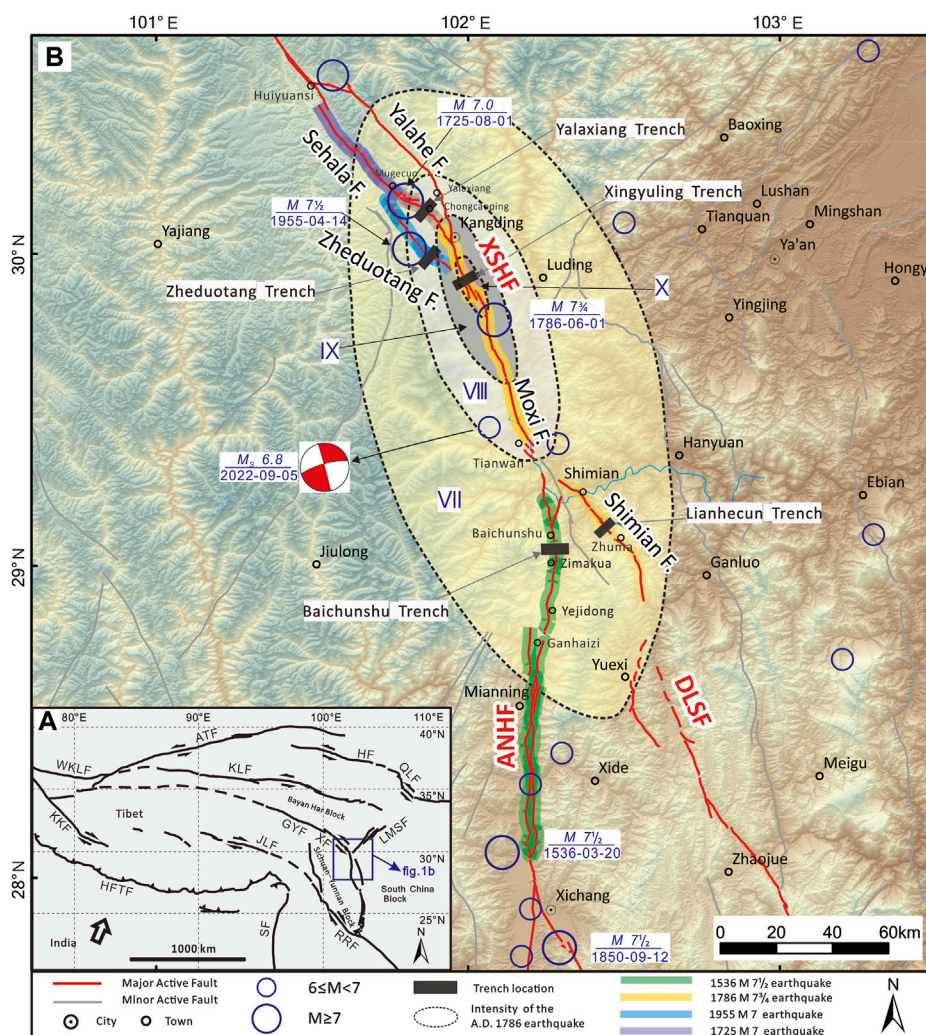 101° E
102° E
103° E
B
Huiyuansi
M 7.0
1725-08-01
Yalahe F.
Yalaxiang Trench
Baoxing
Sehala F.
Mugecuo
Yalaxiang
Xingyuling Trench
Lushan
Tianquan
Mingshan
M 7½
1955-04-14
Chongcaoping
Kangding
30° N
Yajiang
Ya'an
Zheduotang F.
XSHF
Luding
Hongy
Zheduotang Trench
X
Yingjing
M 7¾
1786-06-01
IX
VIII
Moxi F.
Hanyuan
Mₛ 6.8
2022-09-05
Tianwan
Shimian
Ebian
VII
Shimian F.
Lianhecun Trench
29° N
Baichunshu
Zhuma
Jiulong
Zimakua
Ganluo
Baichunshu Trench
Yejidong
Ganhaizi
Yuexi
Mianning
DLSF
ANHF
Xide
Meigu
M 7½
1536-03-20
28° N
Zhaojue
Xichang
M 7½
1850-09-12
0 20 40 60km
A
80° E
90° E
100° E
110° E
ATF
40°N
HF
QLF
WKLF
KLF
35°N
Bayan Har Block
Tibet
GYF
KKF
XF
LMSF
JLF
30°N
fig.1b
Sichuan-Yunnan Block
HFTF
South China
Block
25°N
SF
RRF
India
1000 km
N
Major Active Fault
Minor Active Fault
City
Town
6≤M<7
M≥7
Trench location
Intensity of the
A.D. 1786 earthquake
1536 M 7½ earthquake
1786 M 7¾ earthquake
1955 M 7 earthquake
1725 M 7 earthquake
N